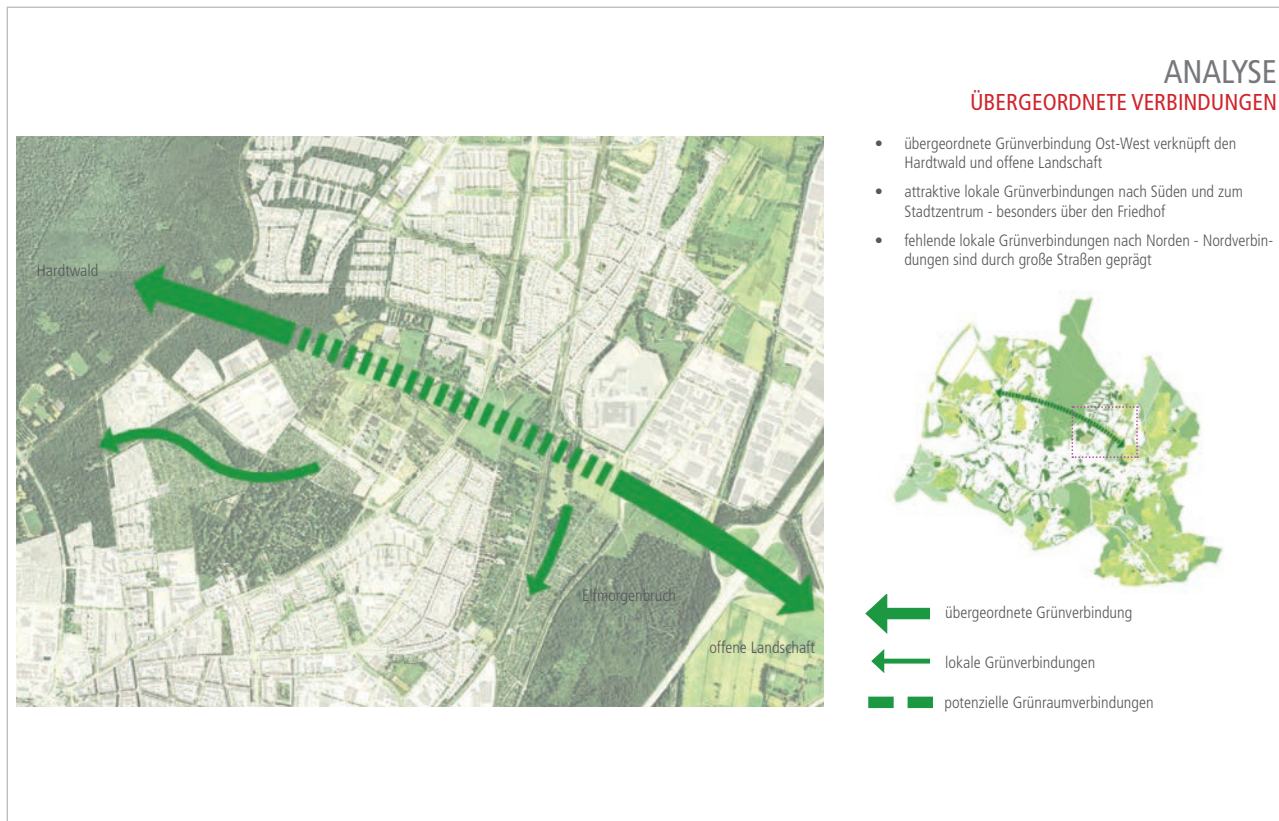 ANALYSE
ÜBERGEORDNETE VERBINDUNGEN
• übergeordnete Grünverbindung Ost-West verknüpft den
Hardtwald und offene Landschaft
• attraktive lokale Grünverbindungen nach Süden und zum
Stadtzentrum - besonders über den Friedhof
• fehlende lokale Grünverbindungen nach Norden - Nordverbin-
dungen sind durch große Straßen geprägt
Hardtwald
Elfmorgenbruch
offene Landschaft
übergeordnete Grünverbindung
lokale Grünverbindungen
potenzielle Grünraumverbindungen